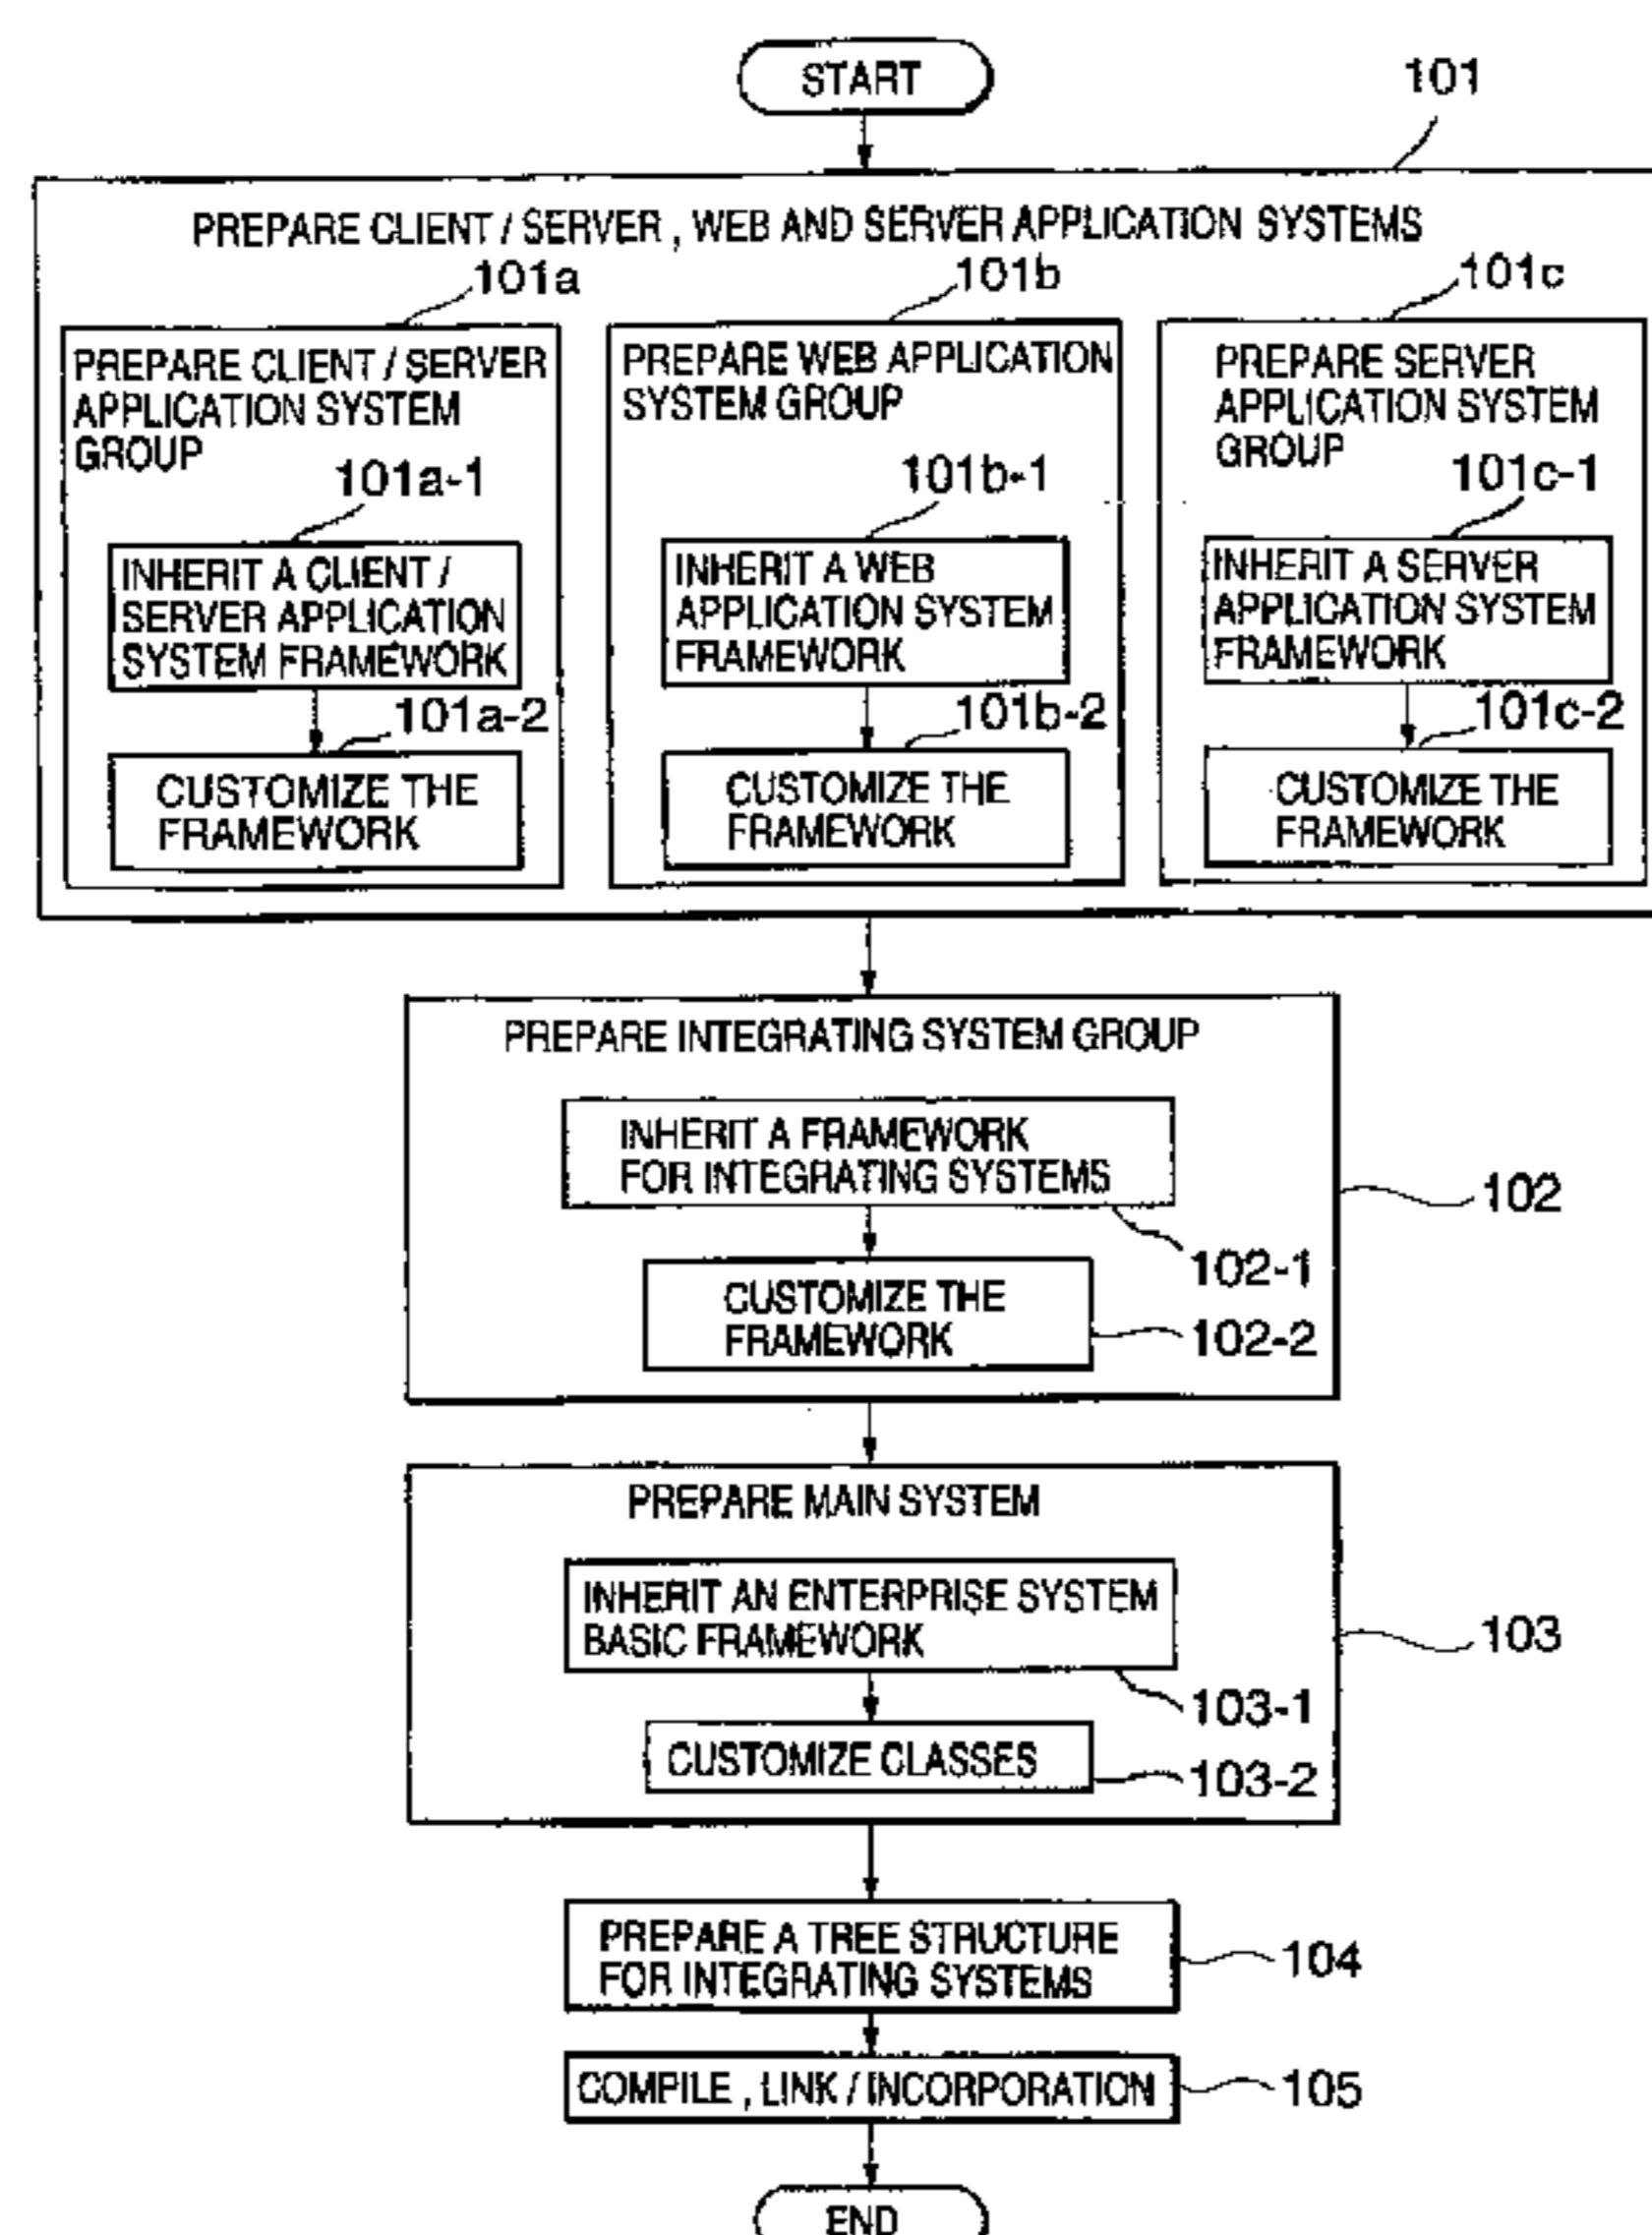 START
101
PREPARE CLIENT / SERVER , WEB AND SERVER APPLICATION SYSTEMS
101a
PREPARE CLIENT / SERVER
APPLICATION SYSTEM
GROUP
101a-1
INHERIT A CLIENT /
SERVER APPLICATION
SYSTEM FRAMEWORK
101a-2
CUSTOMIZE THE
FRAMEWORK
101b
PREPARE WEB APPLICATION
SYSTEM GROUP
101b-1
INHERIT A WEB
APPLICATION SYSTEM
FRAMEWORK
101b-2
CUSTOMIZE THE
FRAMEWORK
101c
PREPARE SERVER
APPLICATION SYSTEM
GROUP
101c-1
INHERIT A SERVER
APPLICATION SYSTEM
FRAMEWORK
101c-2
CUSTOMIZE THE
FRAMEWORK
PREPARE INTEGRATING SYSTEM GROUP
INHERIT A FRAMEWORK
FOR INTEGRATING SYSTEMS
102
102-1
CUSTOMIZE THE
FRAMEWORK
102-2
PREPARE MAIN SYSTEM
INHERIT AN ENTERPRISE SYSTEM
BASIC FRAMEWORK
103
103-1
CUSTOMIZE CLASSES
103-2
PREPARE A TREE STRUCTURE
FOR INTEGRATING SYSTEMS
104
COMPILE , LINK / INCORPORATION
105
END